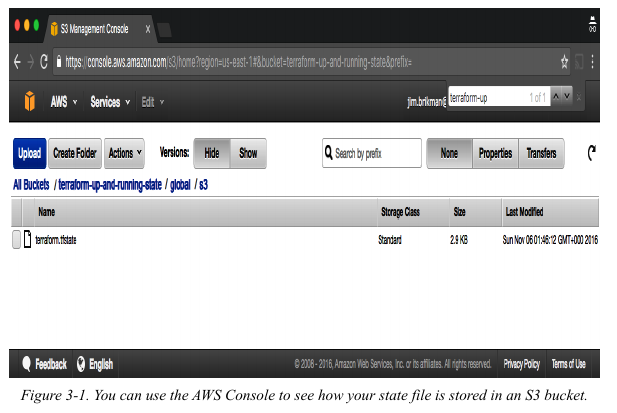 S3 Management Console x
https://console.aws.amazon.com/s3/home?region=us-east-1#&bucket=terraform-up-and-running-state&prefix=
AWS Services Edit jim.brikman@ terraform-up 1 of 1
Upload Create Folder Actions Versions: Hide Show Search by prefix None Properties Transfers
All Buckets / terraform-up-and-running-state / global / s3
Name Storage Class Size Last Modified
terraform.tfstate Standard 2.9 KB Sun Nov 06 01:46:12 GMT+000 2016
Feedback English © 2008 - 2016, Amazon Web Services, Inc. or its affiliates. All rights reserved. Privacy Policy Terms of Use
Figure 3-1. You can use the AWS Console to see how your state file is stored in an S3 bucket.